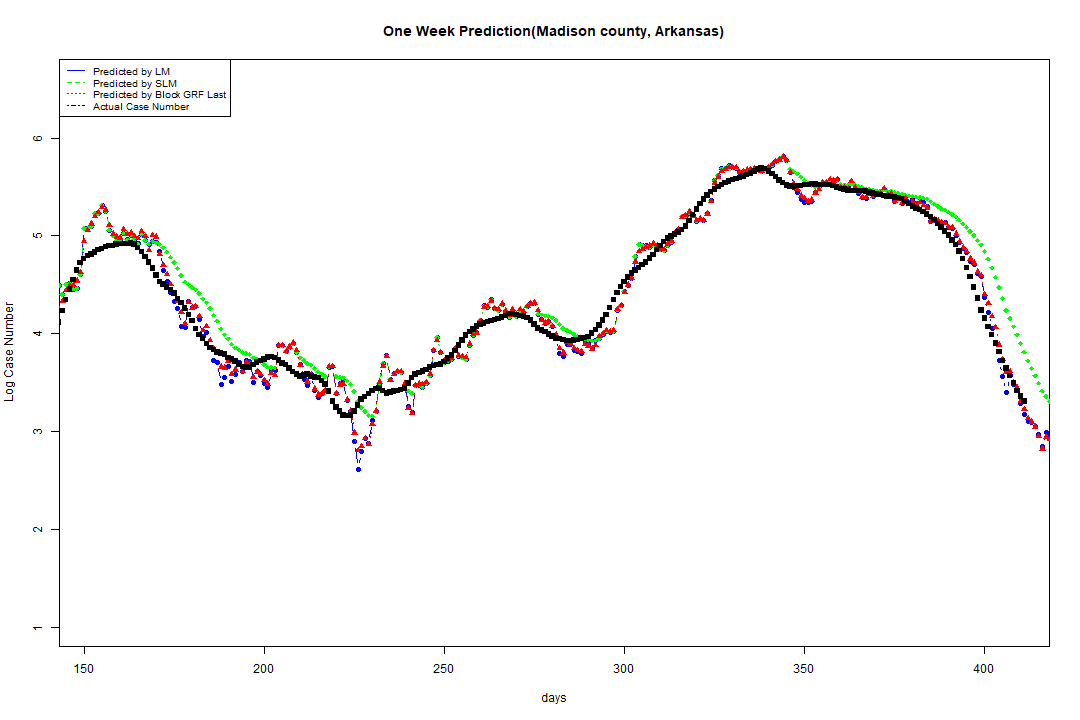 One Week Prediction(Madison county, Arkansas)
Predicted by LM
Predicted by SLM
Predicted by Block GRF Last
Actual Case Number
Log Case Number
6
5
4
3
2
1
150 200 250 300 350 400
days